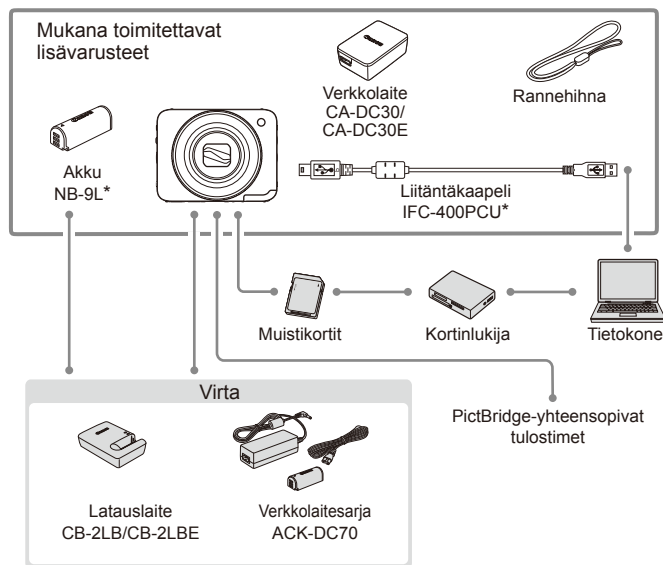 Mukana toimitettavat
lisävarusteet
Verkkolaite
CA-DC30/
CA-DC30E
Rannehihna
Akku
NB-9L*
Liitäntäkaapeli
IFC-400PCU*
Muistikortit
Kortinlukija
Tietokone
Virta
PictBridge-yhteensopivat
tulostimet
Latauslaite
CB-2LB/CB-2LBE
Verkkolaitesarja
ACK-DC70